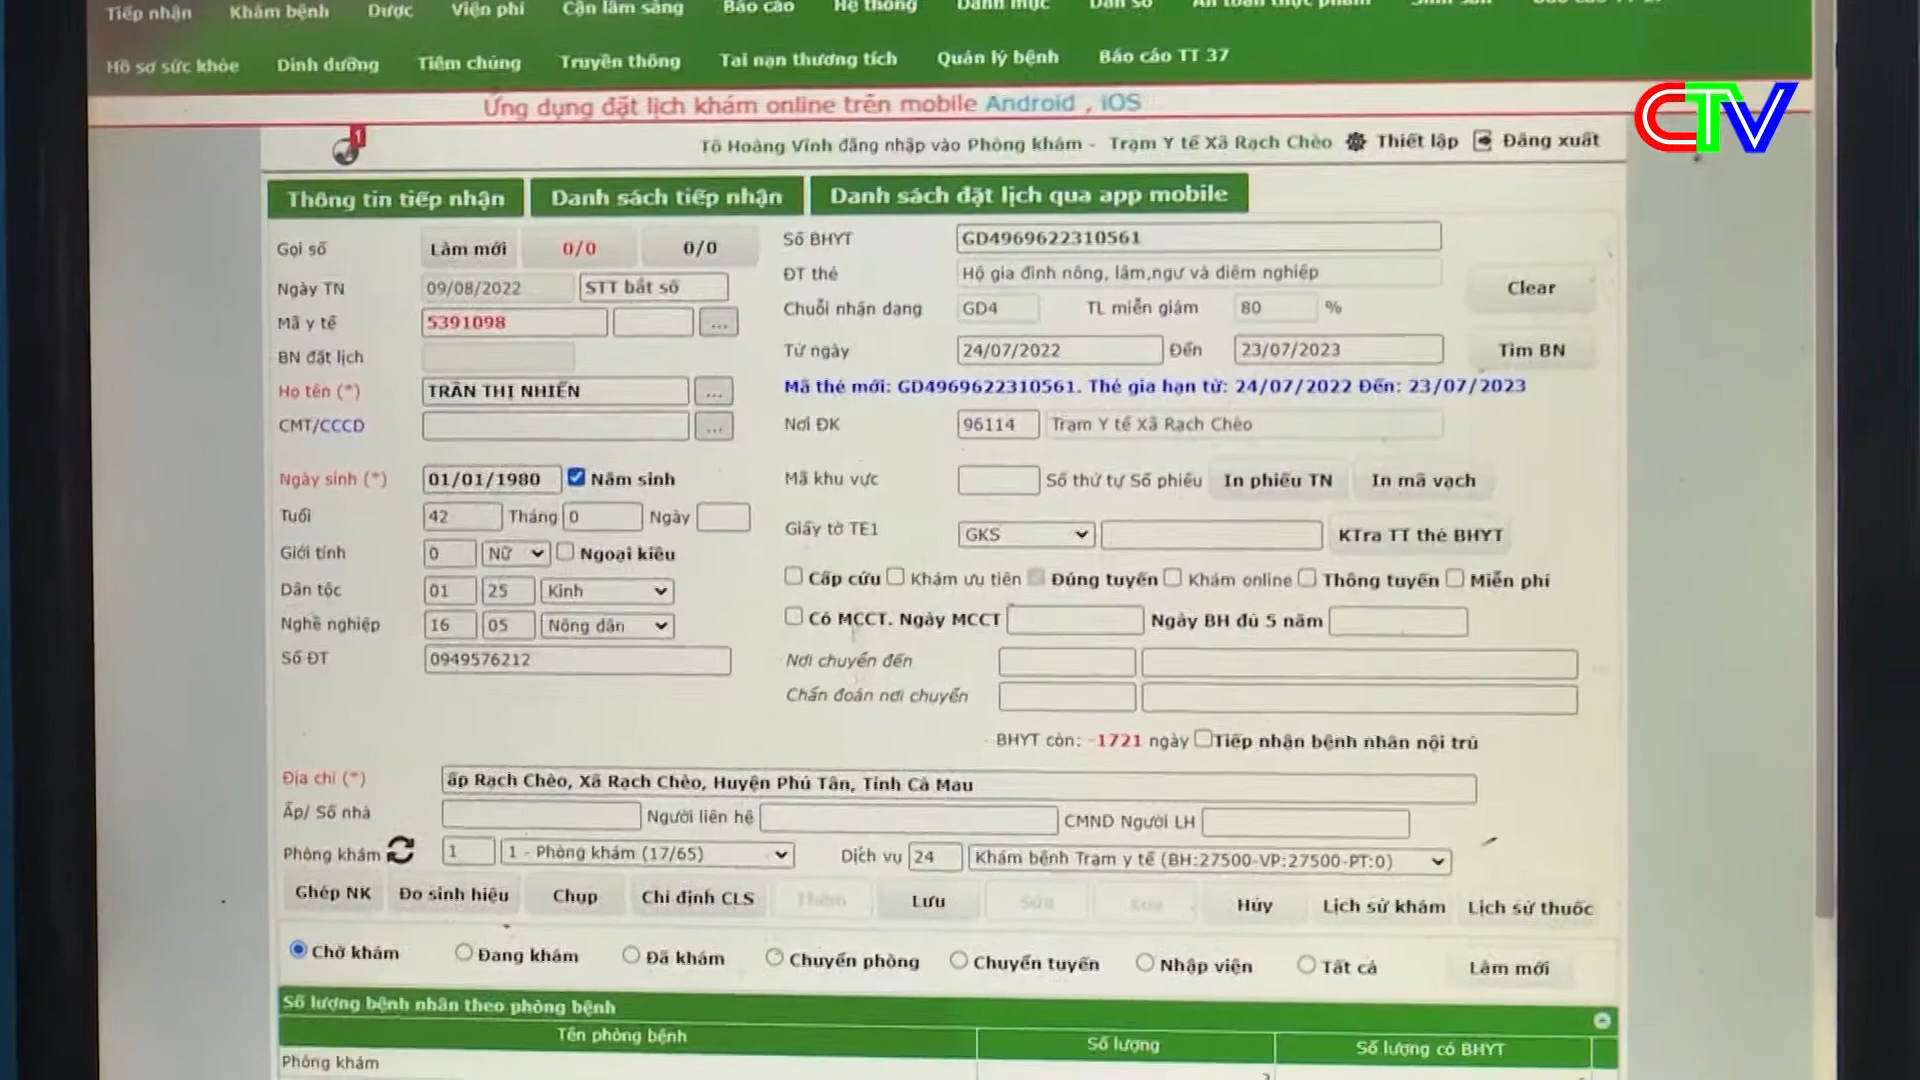 Tiếp nhận Khám bệnh Dược Viện phí Cận lâm sàng Báo cáo Hệ thống Danh mục Dân số An toàn thực phẩm
Hồ sơ sức khỏe Dinh dưỡng Tiêm chủng Truyền thông Tai nạn thương tích Quản lý bệnh Báo cáo TT 37
Ứng dụng đặt lịch khám online trên mobile Android , iOS
CTV
1
Tô Hoàng Vĩnh đăng nhập vào Phòng khám - Trạm Y tế Xã Rạch Chèo Thiết lập Đăng xuất
Thông tin tiếp nhận Danh sách tiếp nhận Danh sách đặt lịch qua app mobile
Gọi số Làm mới 0/0 0/0 Số BHYT GD4969622310561
Ngày TN 09/08/2022 STT bắt số ĐT thẻ Hộ gia đình nông, lâm,ngư và diêm nghiệp Clear
Mã y tế 5391098 ... Chuỗi nhận dạng GD4 TL miễn giảm 80 %
BN đặt lịch Từ ngày 24/07/2022 Đến 23/07/2023 Tìm BN
Họ tên (*) TRẦN THỊ NHIÊN ... Mã thẻ mới: GD4969622310561. Thẻ gia hạn từ: 24/07/2022 Đến: 23/07/2023
CMT/CCCD ... Nơi ĐK 96114 Trạm Y tế Xã Rạch Chèo
Ngày sinh (*) 01/01/1980 Năm sinh Mã khu vực Số thứ tự Số phiếu In phiếu TN In mã vạch
Tuổi 42 Tháng 0 Ngày Giấy tờ TE1 GKS KTra TT thẻ BHYT
Giới tính 0 Nữ Ngoại kiều Cấp cứu Khám ưu tiên Đúng tuyến Khám online Thông tuyến Miễn phí
Dân tộc 01 25 Kinh Có MCCT. Ngày MCCT Ngày BH đủ 5 năm
Nghề nghiệp 16 05 Nông dân
Số ĐT 0949576212 Nơi chuyển đến
Chẩn đoán nơi chuyển
BHYT còn: -1721 ngày Tiếp nhận bệnh nhân nội trú
Địa chỉ (*) ấp Rạch Chèo, Xã Rạch Chèo, Huyện Phú Tân, Tỉnh Cà Mau
Ấp/ Số nhà Người liên hệ CMND Người LH
Phòng khám 1 1 - Phòng khám (17/65) Dịch vụ 24 Khám bệnh Trạm y tế (BH:27500-VP:27500-PT:0)
Ghép NK Đo sinh hiệu Chụp Chỉ định CLS Thêm Lưu Sửa Xóa Hủy Lịch sử khám Lịch sử thuốc
Chờ khám Đang khám Đã khám Chuyển phòng Chuyển tuyến Nhập viện Tất cả Làm mới
Số lượng bệnh nhân theo phòng bệnh
Tên phòng bệnh Số lượng Số lượng có BHYT
Phòng khám